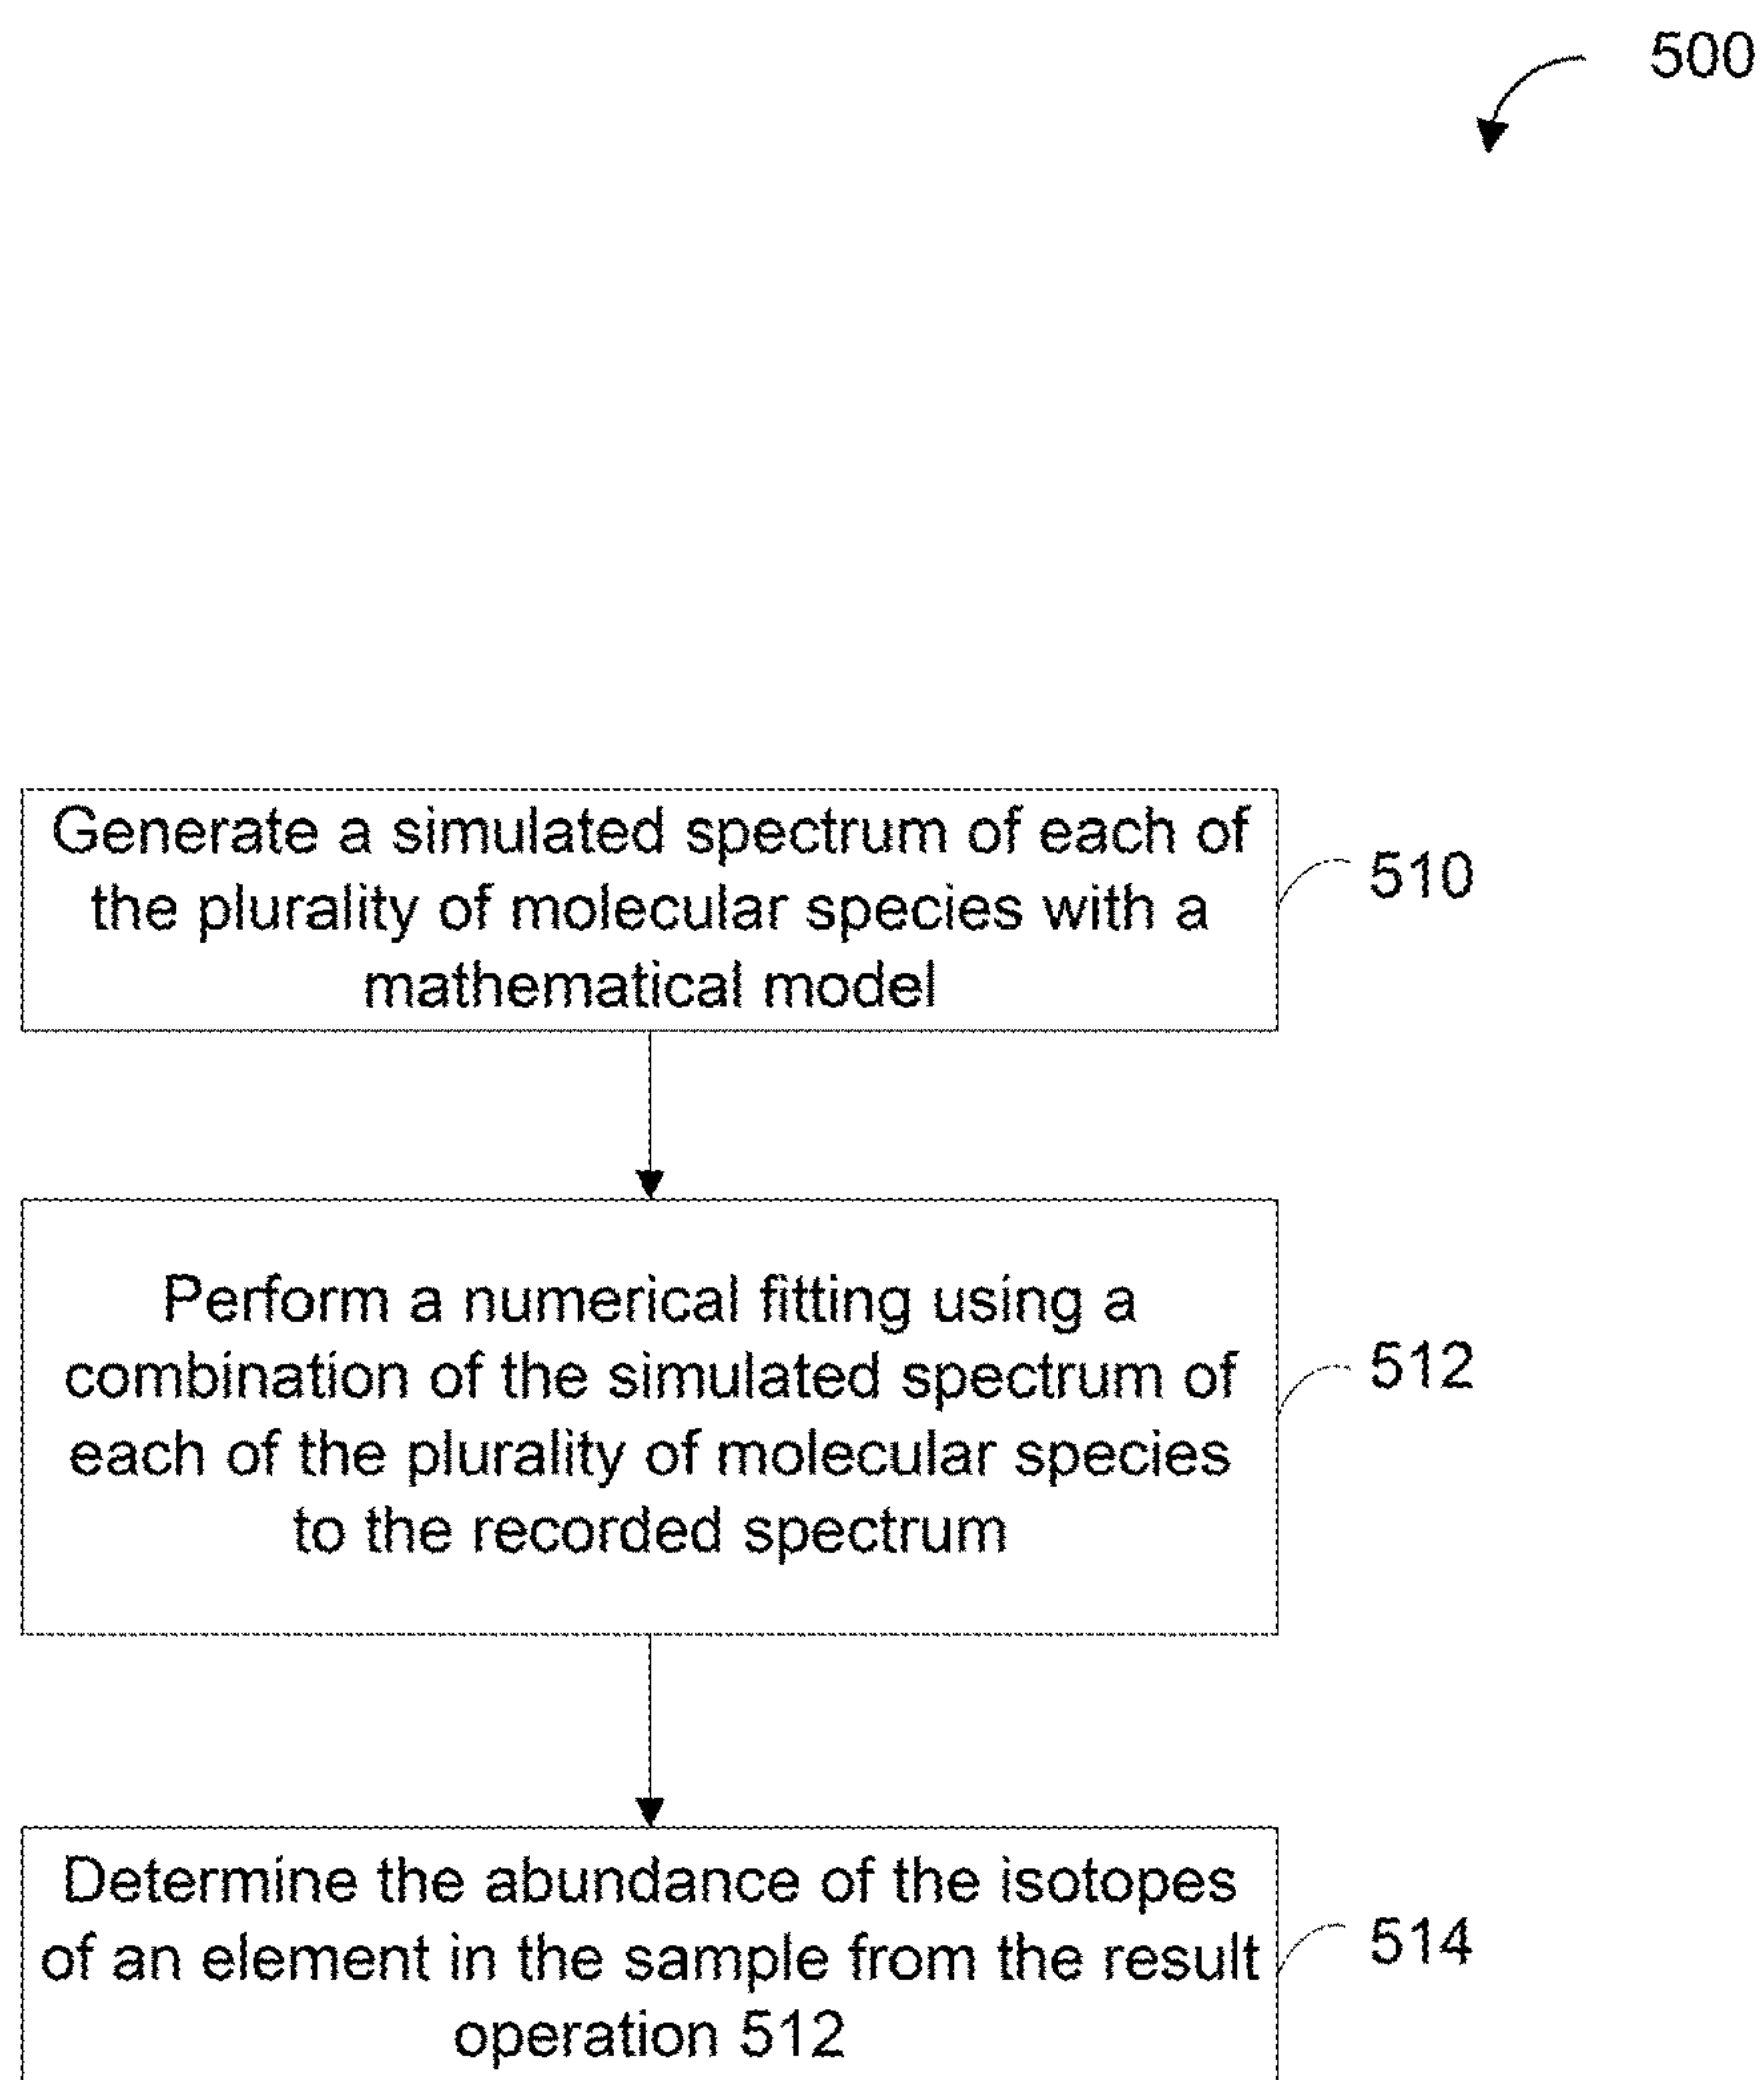 500
Generate a simulated spectrum of each of
the plurality of molecular species with a
mathematical model
510
Perform a numerical fitting using a
combination of the simulated spectrum of
each of the plurality of molecular species
to the recorded spectrum
512
Determine the abundance of the isotopes
of an element in the sample from the result
operation 512
514